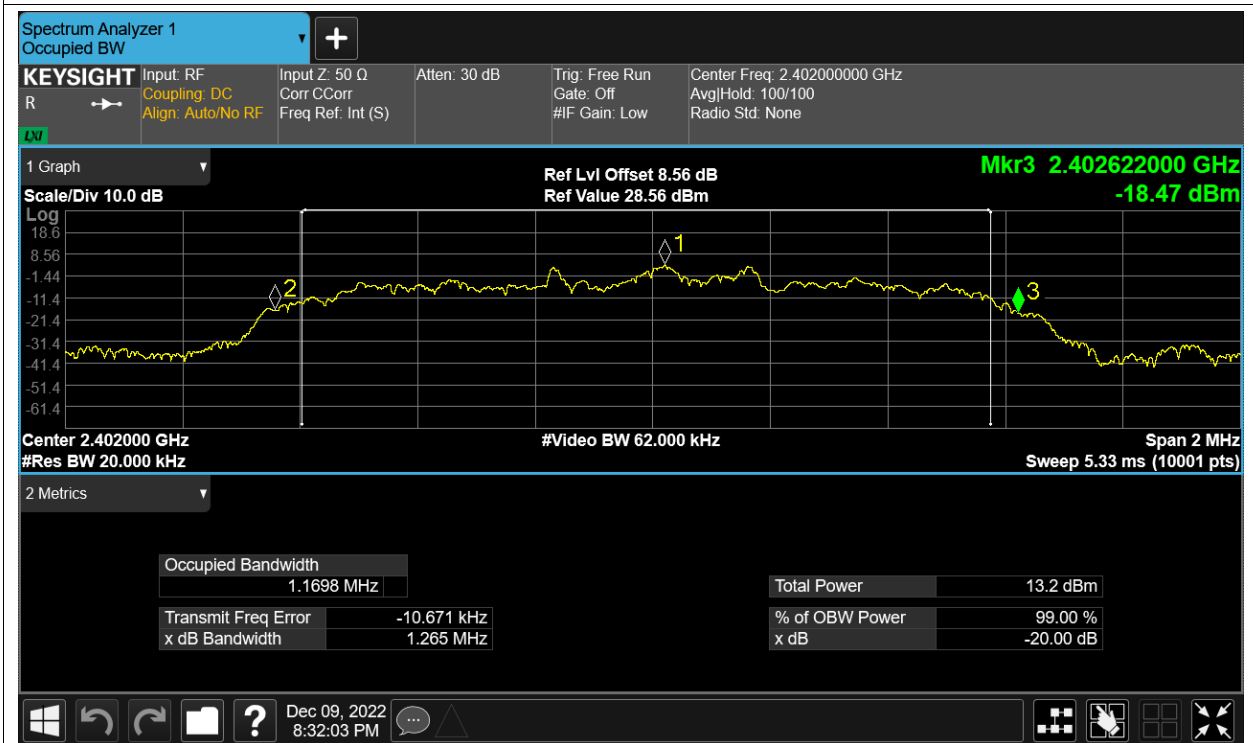 Spectrum Analyzer 1
Occupied BW
KEYSIGHT
R
LXI
Input: RF
Coupling: DC
Align: Auto/No RF
Input Z: 50 Ω
Corr CCorr
Freq Ref: Int (S)
Atten: 30 dB
Trig: Free Run
Gate: Off
#IF Gain: Low
Center Freq: 2.402000000 GHz
Avg|Hold: 100/100
Radio Std: None
1 Graph
Scale/Div 10.0 dB
Ref Lvl Offset 8.56 dB
Ref Value 28.56 dBm
Mkr3 2.402622000 GHz
-18.47 dBm
Log
18.6
8.56
-1.44
-11.4
-21.4
-31.4
-41.4
-51.4
-61.4
1
2
3
Center 2.402000 GHz
#Video BW 62.000 kHz
Span 2 MHz
#Res BW 20.000 kHz
Sweep 5.33 ms (10001 pts)
2 Metrics
Occupied Bandwidth
1.1698 MHz
Transmit Freq Error -10.671 kHz
x dB Bandwidth 1.265 MHz
Total Power 13.2 dBm
% of OBW Power 99.00 %
x dB -20.00 dB
?
Dec 09, 2022
8:32:03 PM